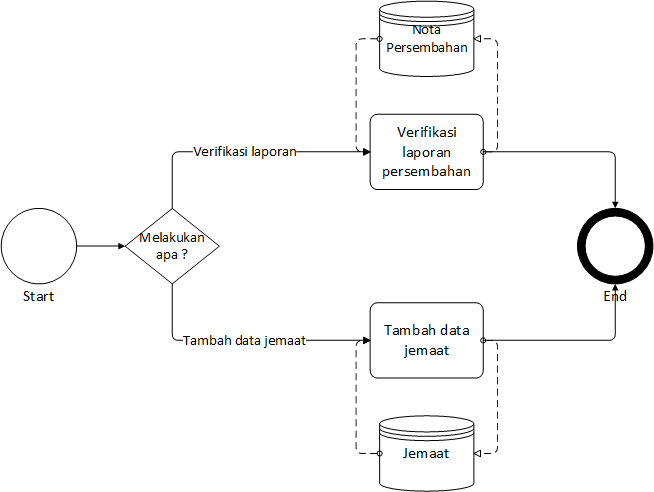 Nota
Persembahan
Verifikasi laporan
Verifikasi
laporan
persembahan
Melakukan
apa ?
Start
End
Tambah data jemaat
Tambah data
jemaat
Jemaat